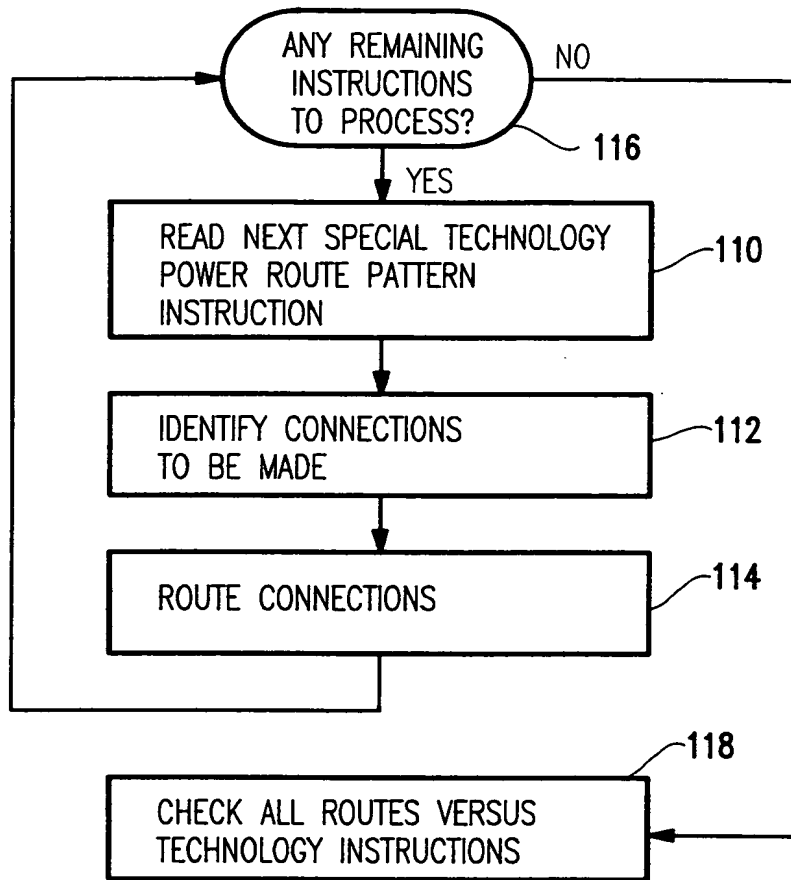 ANY REMAINING
INSTRUCTIONS
TO PROCESS?
NO
116
YES
READ NEXT SPECIAL TECHNOLOGY
POWER ROUTE PATTERN
INSTRUCTION
110
IDENTIFY CONNECTIONS
TO BE MADE
112
ROUTE CONNECTIONS
114
118
CHECK ALL ROUTES VERSUS
TECHNOLOGY INSTRUCTIONS